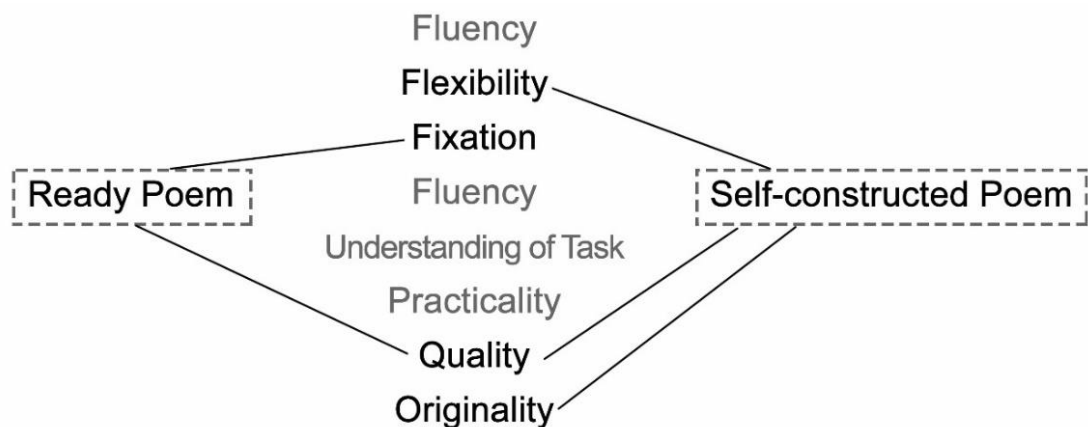 Fluency
Flexibility
Fixation
Ready Poem
Fluency
Self-constructed Poem
Understanding of Task
Practicality
Quality
Originality